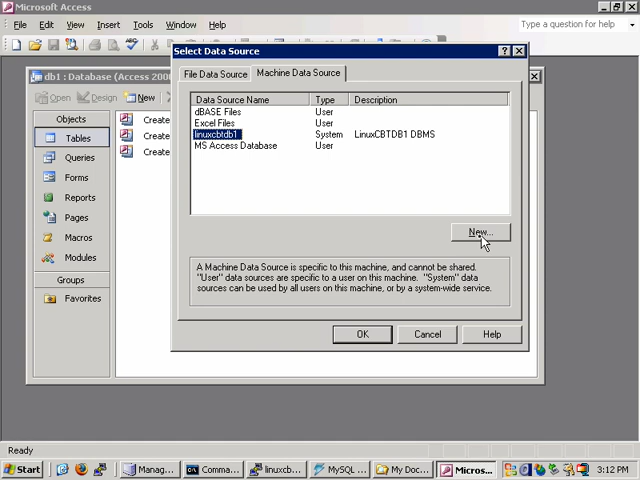 Microsoft Access
File Edit View Insert Tools Window Help
Type a question for help
db1 : Database (Access 200
Open Design New
Objects
Tables
Queries
Forms
Reports
Pages
Macros
Modules
Groups
Favorites
Create
Create
Create
Select Data Source
File Data Source Machine Data Source
Data Source Name Type Description
dBASE Files User
Excel Files User
linuxcbtdb1 System LinuxCBTDB1 DBMS
MS Access Database User
New...
A Machine Data Source is specific to this machine, and cannot be shared.
"User" data sources are specific to a user on this machine. "System" data
sources can be used by all users on this machine, or by a system-wide service.
OK Cancel Help
Ready
Start Manag... Comma... linuxcb... MySQL ... My Doc... Micros... 3:12 PM